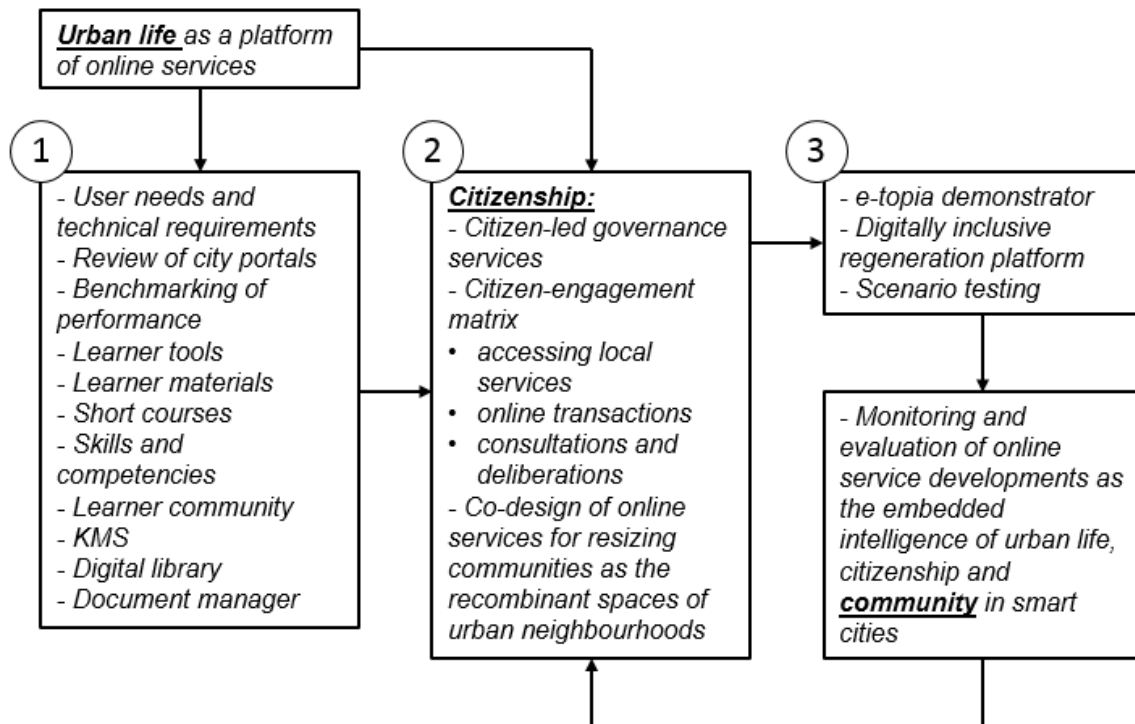 Urban life as a platform
of online services
1
- User needs and
technical requirements
- Review of city portals
- Benchmarking of
performance
- Learner tools
- Learner materials
- Short courses
- Skills and
competencies
- Learner community
- KMS
- Digital library
- Document manager
2
Citizenship:
- Citizen-led governance
services
- Citizen-engagement
matrix
• accessing local
services
• online transactions
• consultations and
deliberations
- Co-design of online
services for resizing
communities as the
recombinant spaces of
urban neighbourhoods
3
- e-topia demonstrator
- Digitally inclusive
regeneration platform
- Scenario testing
- Monitoring and
evaluation of online
service developments as
the embedded
intelligence of urban life,
citizenship and
community in smart
cities